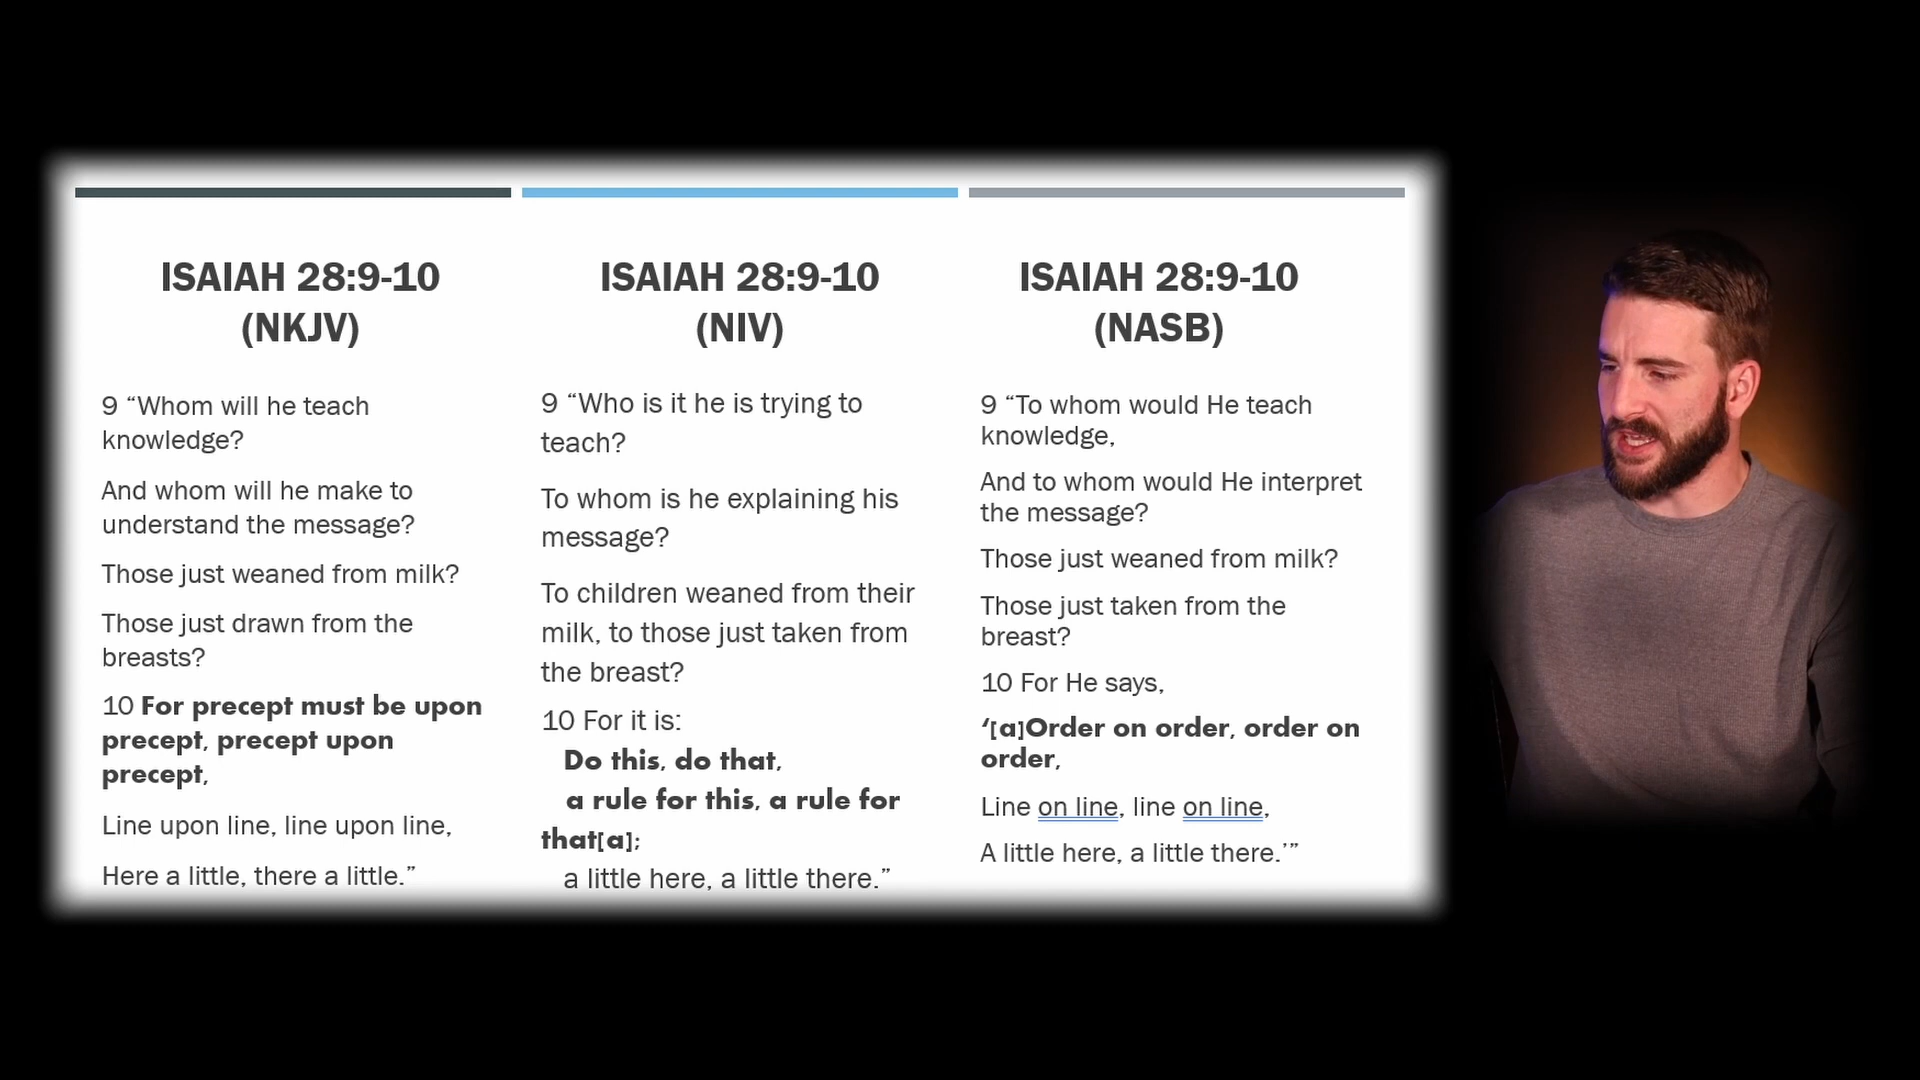 ISAIAH 28:9-10
(NKJV)
9 “Whom will he teach
knowledge?
And whom will he make to
understand the message?
Those just weaned from milk?
Those just drawn from the
breasts?
10 For precept must be upon
precept, precept upon
precept,
Line upon line, line upon line,
Here a little, there a little.”
ISAIAH 28:9-10
(NIV)
9 “Who is it he is trying to
teach?
To whom is he explaining his
message?
To children weaned from their
milk, to those just taken from
the breast?
10 For it is:
Do this, do that,
a rule for this, a rule for
that[a];
a little here, a little there.”
ISAIAH 28:9-10
(NASB)
9 “To whom would He teach
knowledge,
And to whom would He interpret
the message?
Those just weaned from milk?
Those just taken from the
breast?
10 For He says,
‘[a]Order on order, order on
order,
Line on line, line on line,
A little here, a little there.’”